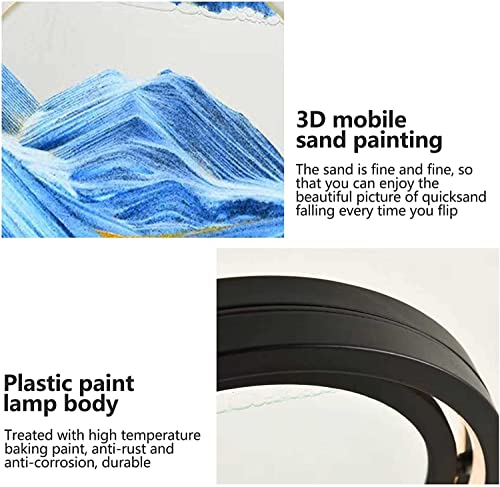 3D mobile
sand painting
The sand is fine and fine, so
that you can enjoy the
beautiful picture of quicksand
falling every time you flip
Plastic paint
lamp body
Treated with high temperature
baking paint, anti-rust and
anti-corrosion, durable